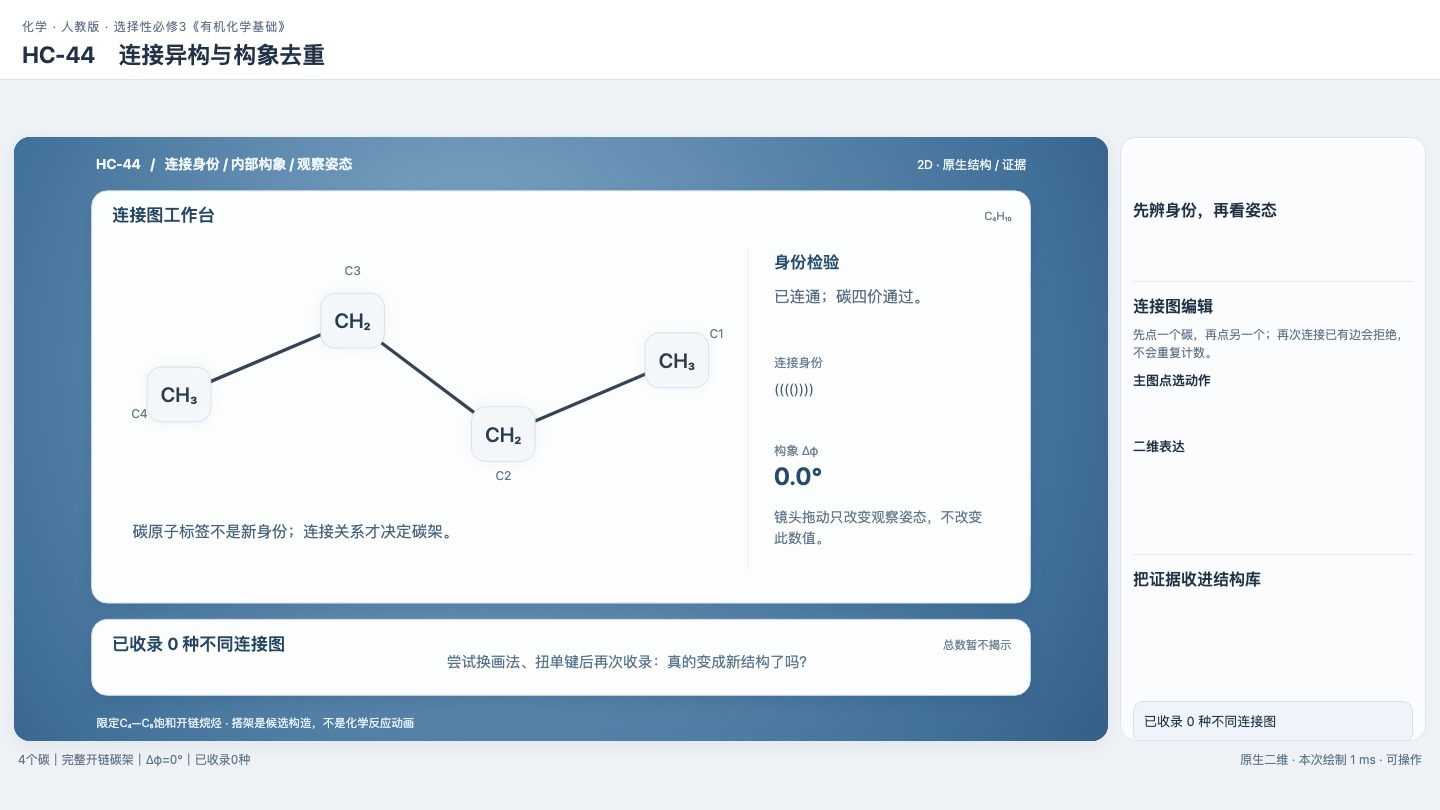 化学 · 人教版 · 选择性必修3《有机化学基础》
HC-44 连接异构与构象去重
HC-44 / 连接身份 / 内部构象 / 观察姿态
2D · 原生结构 / 证据
连接图工作台
C₄H₁₀
C3
CH₂
C1
CH₃
CH₃
C4
CH₂
C2
碳原子标签不是新身份；连接关系才决定碳架。
身份检验
已连通；碳四价通过。
连接身份
(((())))
构象 Δφ
0.0°
镜头拖动只改变观察姿态，不改变
此数值。
已收录 0 种不同连接图
总数暂不揭示
尝试换画法、扭单键后再次收录：真的变成新结构了吗？
限定C₄—C₆饱和开链烷烃 · 搭架是候选构造，不是化学反应动画
先辨身份，再看姿态
连接图编辑
先点一个碳，再点另一个；再次连接已有边会拒绝，
不会重复计数。
主图点选动作
二维表达
把证据收进结构库
已收录 0 种不同连接图
4个碳｜完整开链碳架｜Δφ=0°｜已收录0种
原生二维 · 本次绘制 1 ms · 可操作